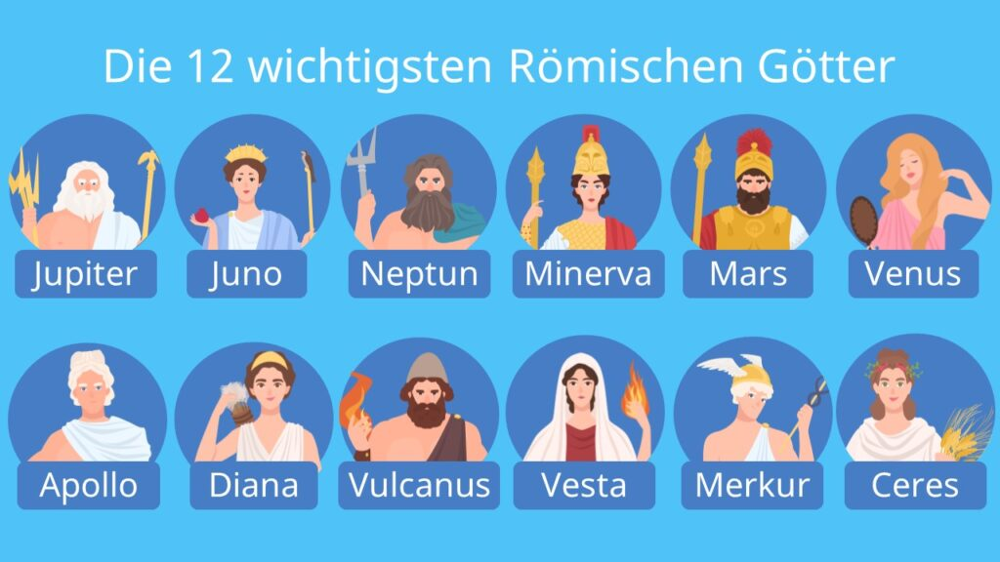 Die 12 wichtigsten Römischen Götter
Jupiter
Juno
Neptun
Minerva
Mars
Venus
Apollo
Diana
Vulcanus
Vesta
Merkur
Ceres